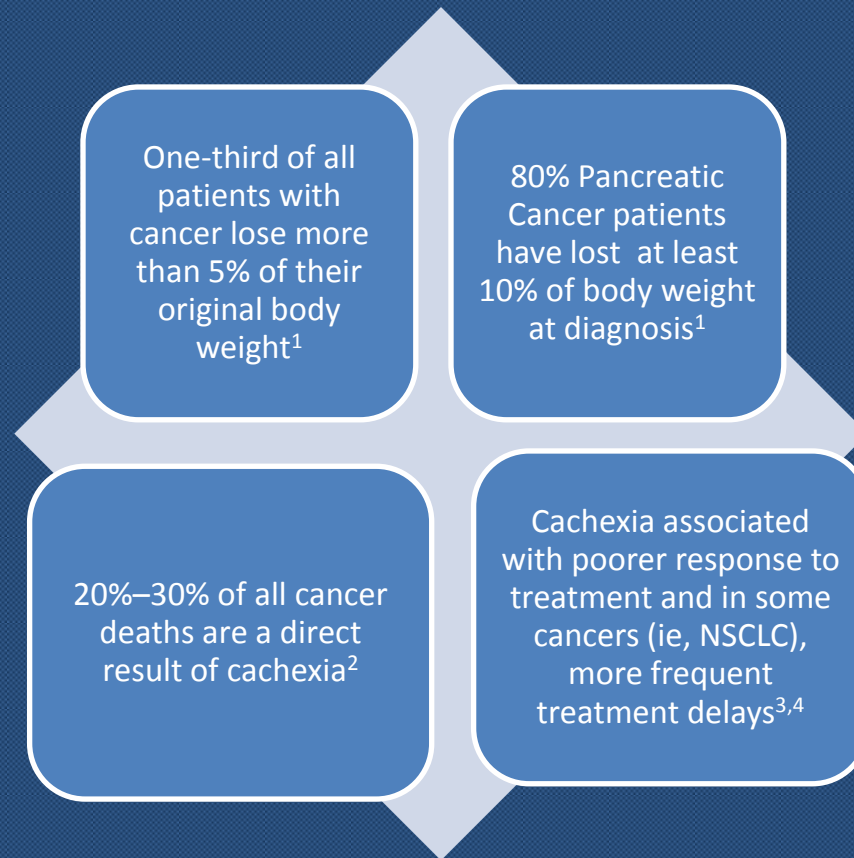 One-third of all
patients with
cancer lose more
than 5% of their
original body
weight¹
80% Pancreatic
Cancer patients
have lost at least
10% of body weight
at diagnosis¹
20%–30% of all cancer
deaths are a direct
result of cachexia²
Cachexia associated
with poorer response to
treatment and in some
cancers (ie, NSCLC),
more frequent
treatment delays³,⁴